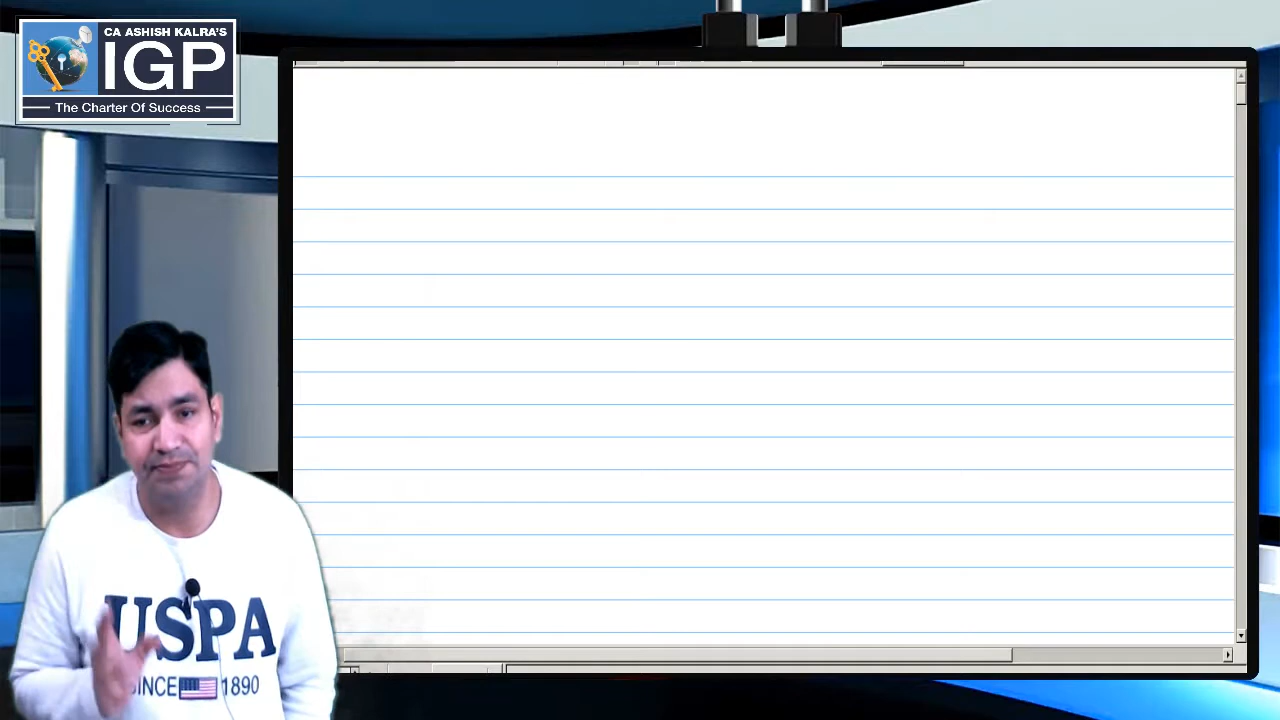 CA ASHISH KALRA'S
IGP
The Charter Of Success
USPA
SINCE 1890